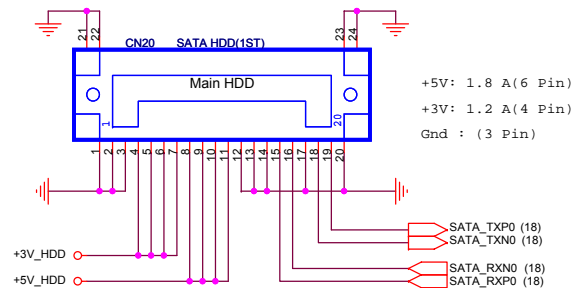 21
22
23
24
CN20 SATA HDD(1ST)
Main HDD
1
20
+5V: 1.8 A(6 Pin)
+3V: 1.2 A(4 Pin)
Gnd : (3 Pin)
1
2
3
4
5
6
7
8
9
10
11
12
13
14
15
16
17
18
19
20
SATA_TXP0 (18)
SATA_TXN0 (18)
+3V_HDD
SATA_RXN0 (18)
+5V_HDD
SATA_RXP0 (18)